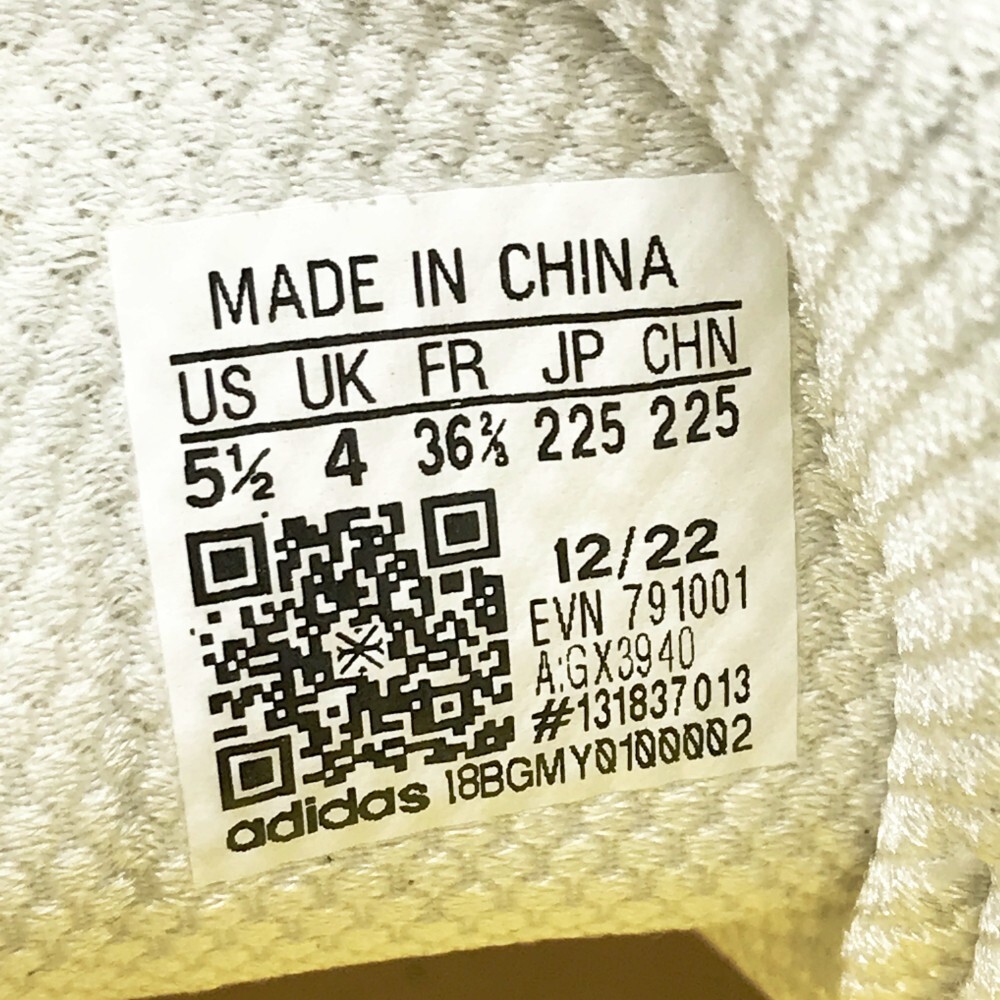 MADE IN CHINA
US UK FR JP CHN
5½ 4 36⅔ 225 225
12/22
EVN 791001
A:GX3940
#131837013
adidas 18BGMY0100002